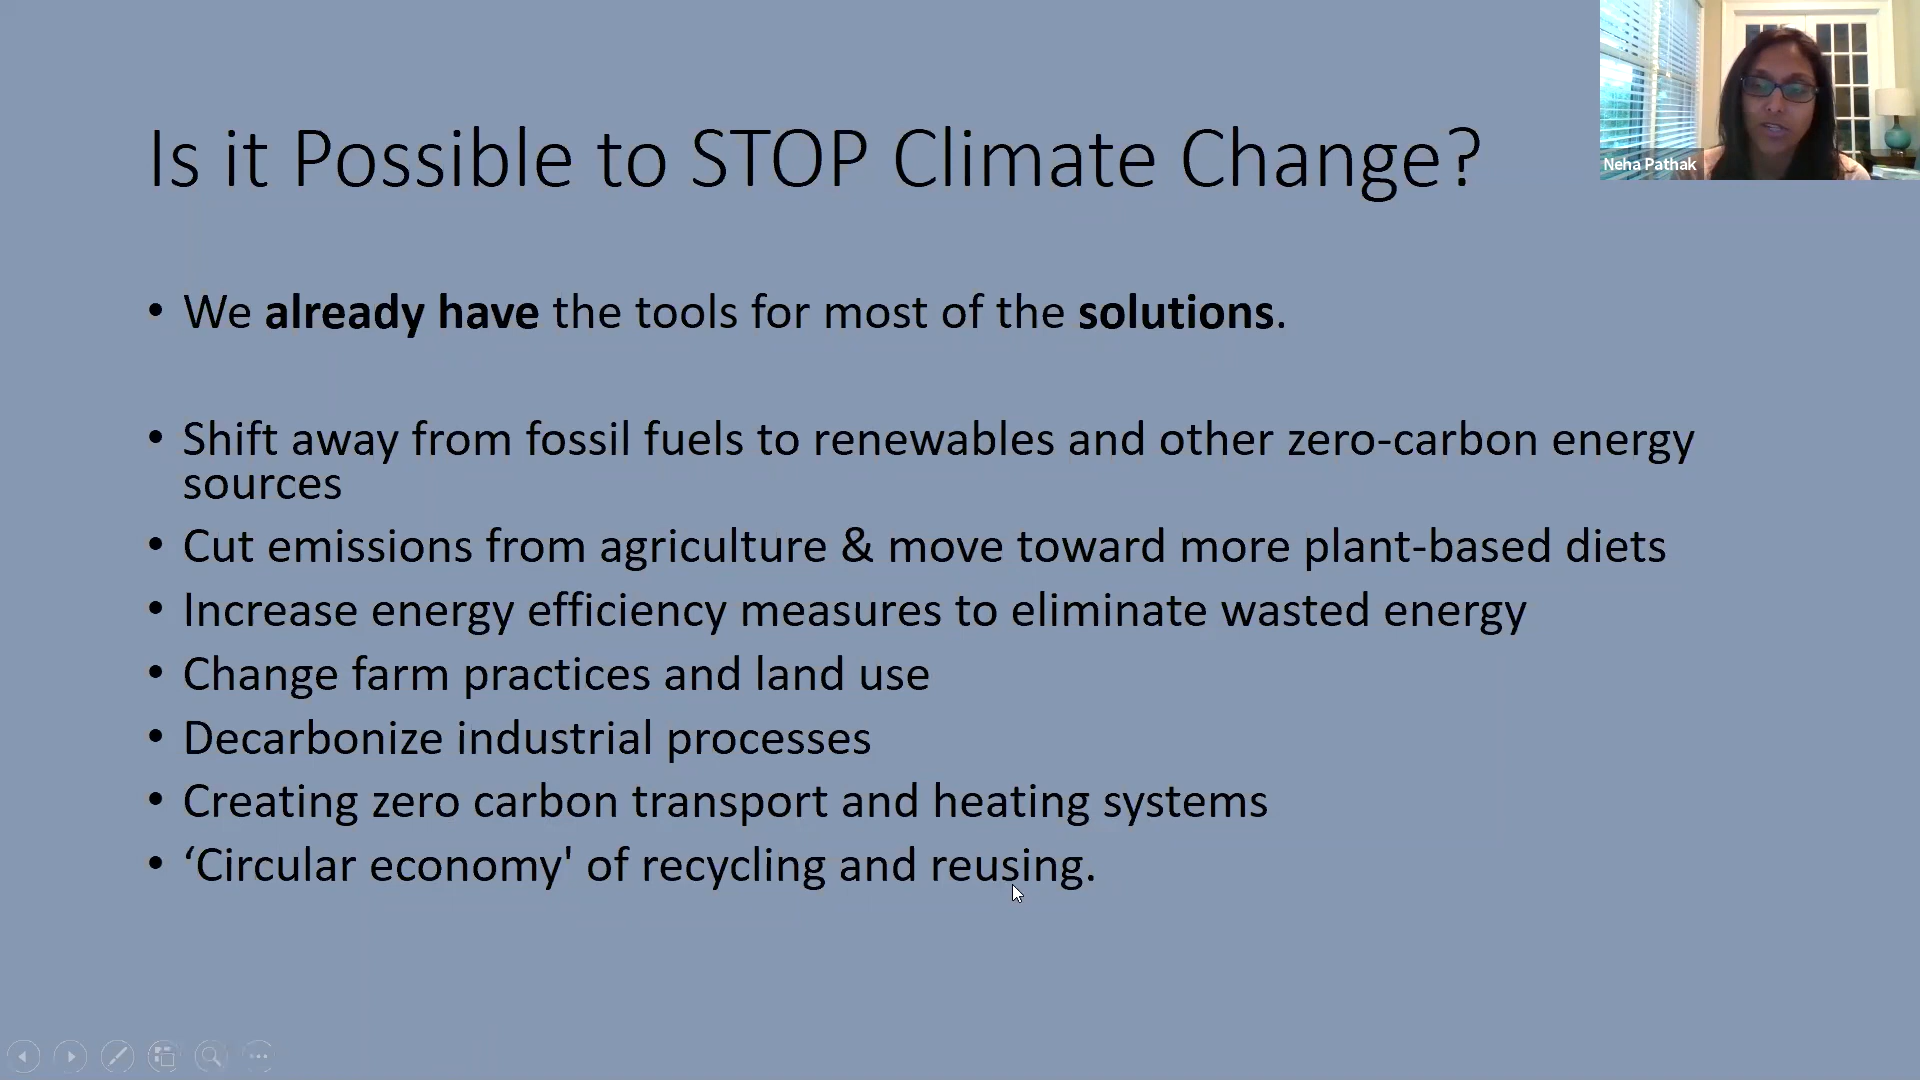 Is it Possible to STOP Climate Change?
Neha Pathak
• We already have the tools for most of the solutions.
• Shift away from fossil fuels to renewables and other zero-carbon energy
sources
• Cut emissions from agriculture & move toward more plant-based diets
• Increase energy efficiency measures to eliminate wasted energy
• Change farm practices and land use
• Decarbonize industrial processes
• Creating zero carbon transport and heating systems
• ‘Circular economy' of recycling and reusing.